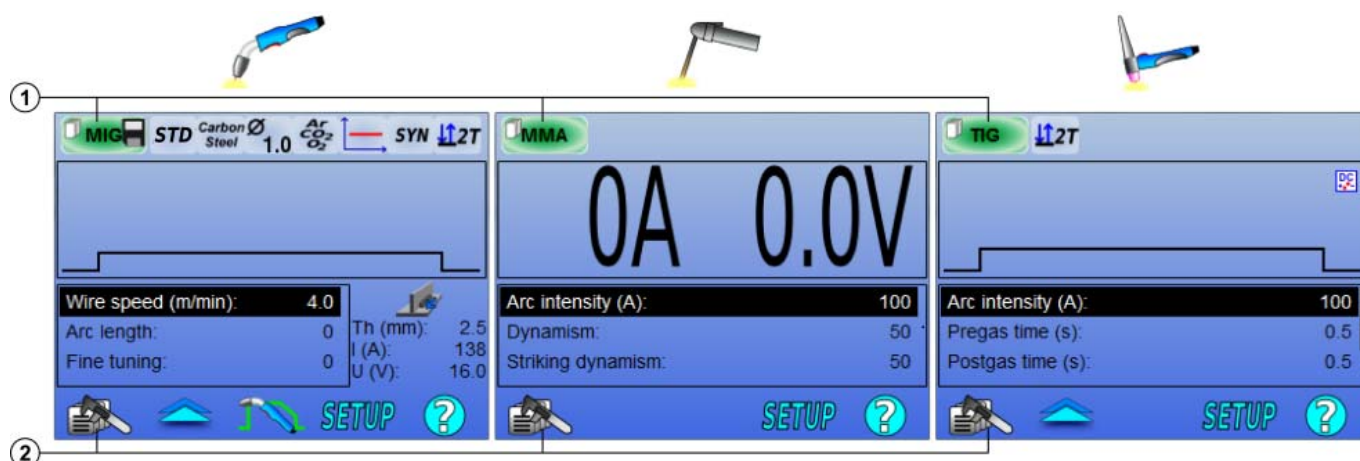 1
MIG STD Carbon Steel Ø 1.0 Ar CO2 O2 SYN 2T
0A 0.0V
Wire speed (m/min): 4.0
Arc length: 0
Fine tuning: 0
Th (mm): 2.5
I (A): 138
U (V): 16.0
SETUP ?
MMA
Arc intensity (A): 100
Dynamism: 50
Striking dynamism: 50
SETUP ?
TIG 2T
DC
Arc intensity (A): 100
Pregas time (s): 0.5
Postgas time (s): 0.5
SETUP ?
2